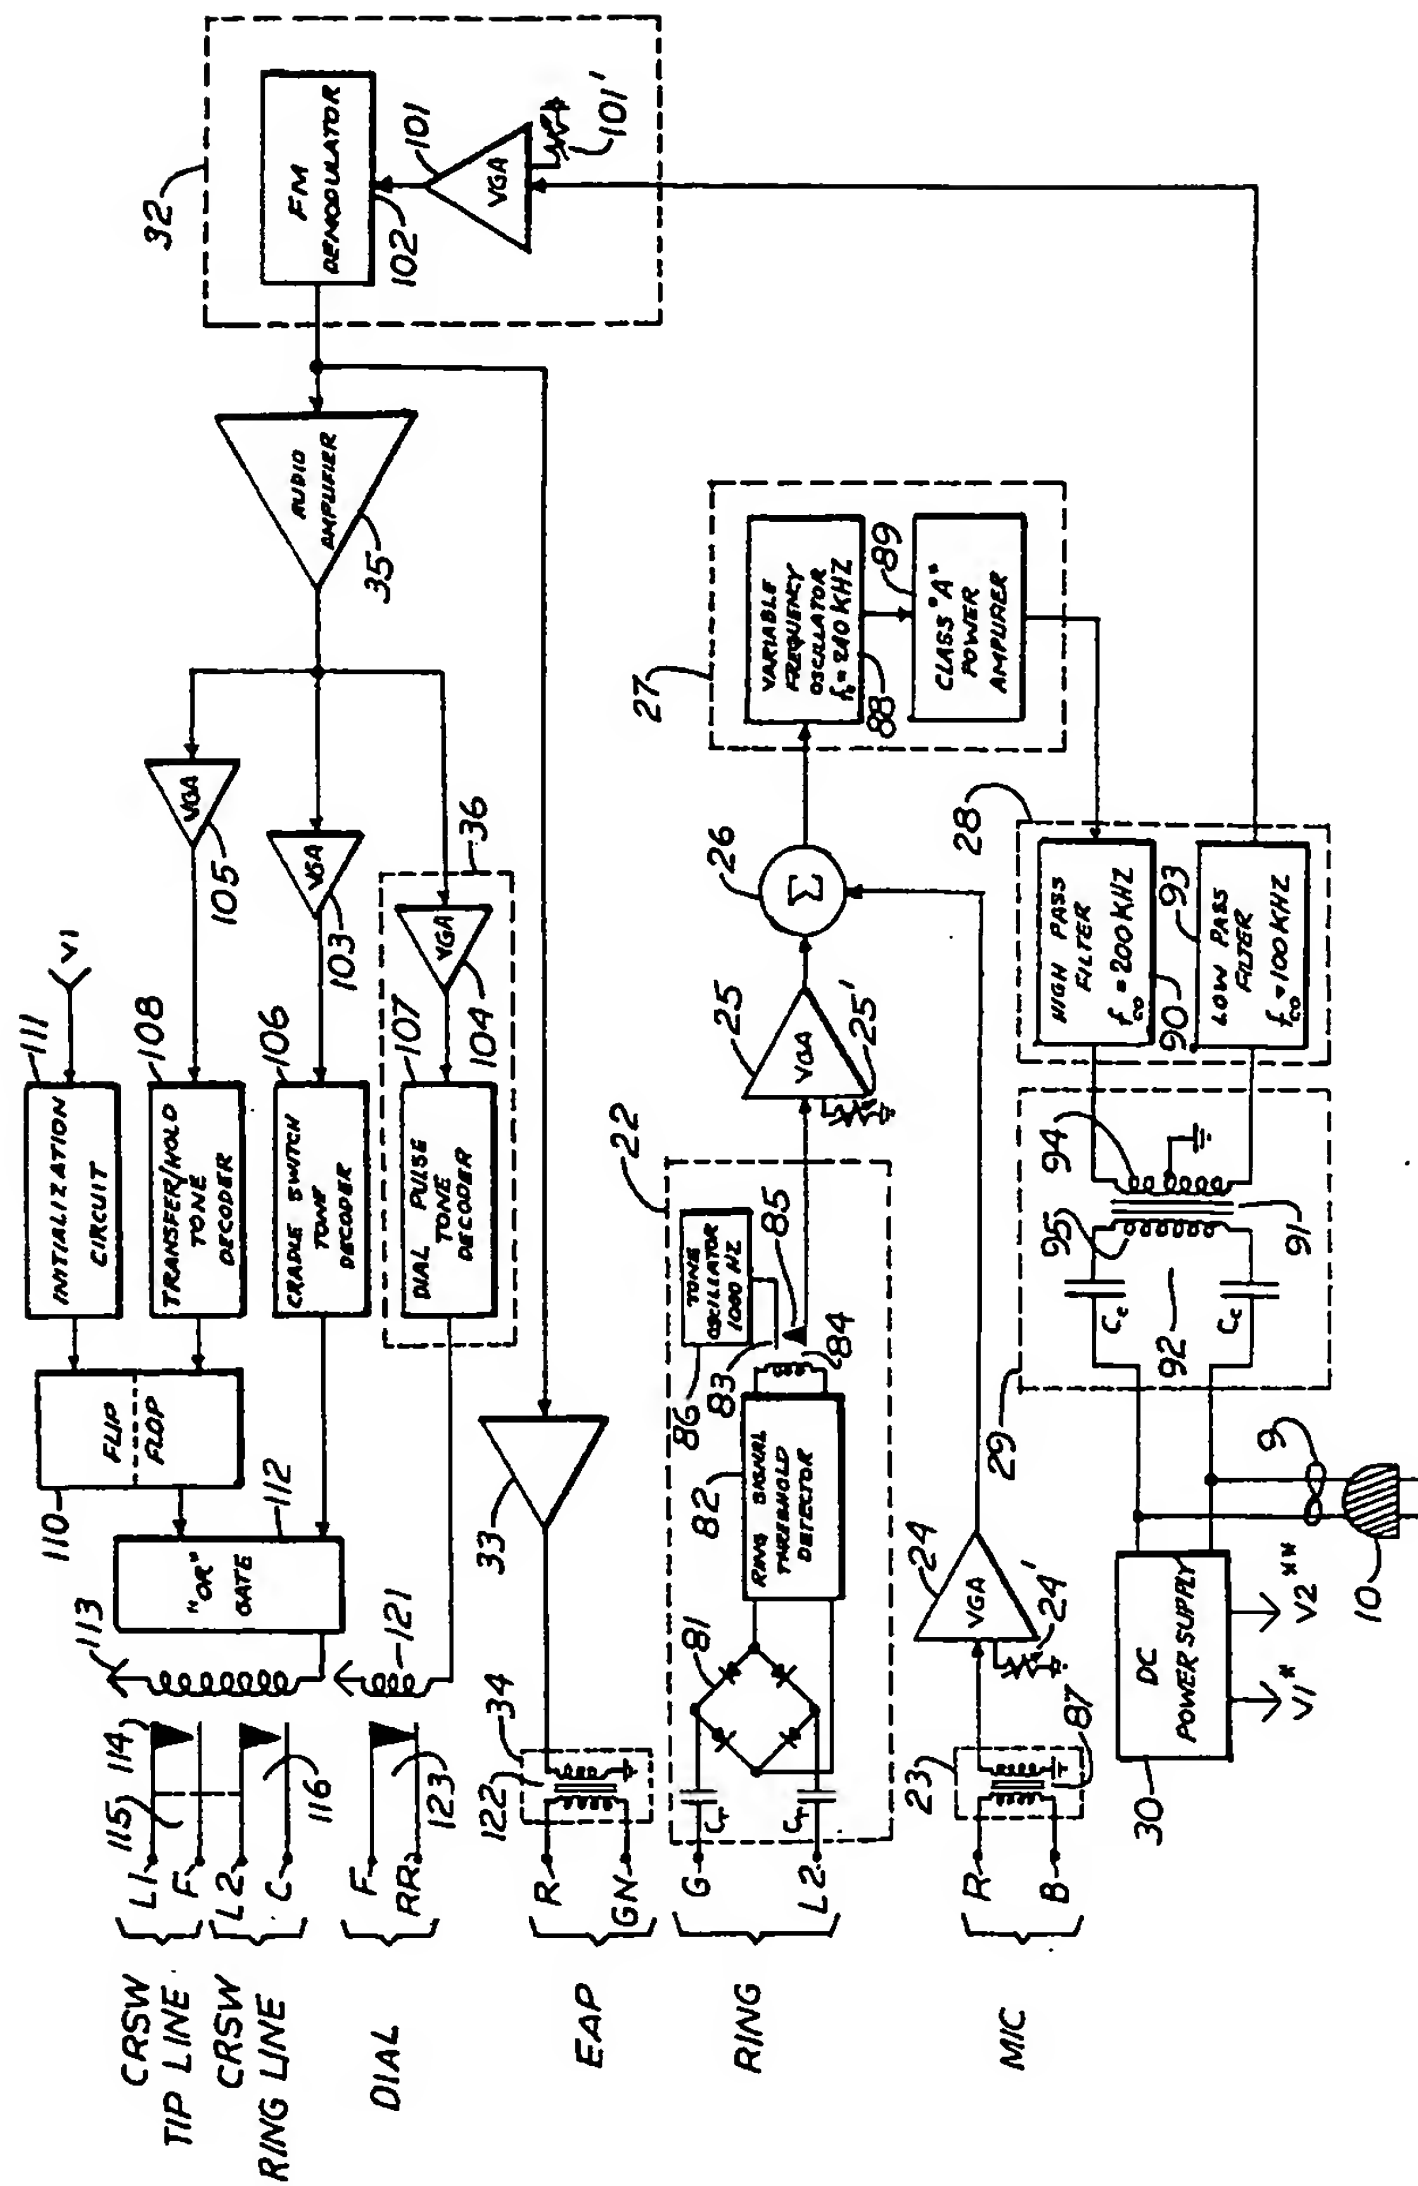 CRSW
TIP LINE
CRSW
RING LINE
DIAL
EAP
RING
MIC
L1
F
L2
C
F
RR
R
GN
G
L2
R
B
115
114
113
116
123
121
122
34
110
FLIP
FLOP
112
"OR"
GATE
111
INITIALIZATION
CIRCUIT
V1
108
TRANSFER/HOLD
TONE
DECODER
106
CRADLE SWITCH
TONE
DECODER
107
DIAL PULSE
TONE
DECODER
VGA
105
VGA
103
VGA
104
36
AUDIO
AMPLIFIER
35
32
FM
DEMODULATOR
102
101
VGA
101'
33
22
CT
CT
81
82
RING SIGNAL
THRESHOLD
DETECTOR
86
TONE
OSCILLATOR
1000 HZ
83
84
85
25
VGA
25'
26
Σ
27
VARIABLE
FREQUENCY
OSCILLATOR
fo = 240 KHZ
88
89
CLASS "A"
POWER
AMPLIFIER
23
87
24
VGA
24'
28
HIGH PASS
FILTER
fco = 200 KHZ
90
93
LOW PASS
FILTER
fco = 100 KHZ
29
94
95
91
92
Cc
Cc
30
DC
POWER SUPPLY
V1*
V2**
9
10